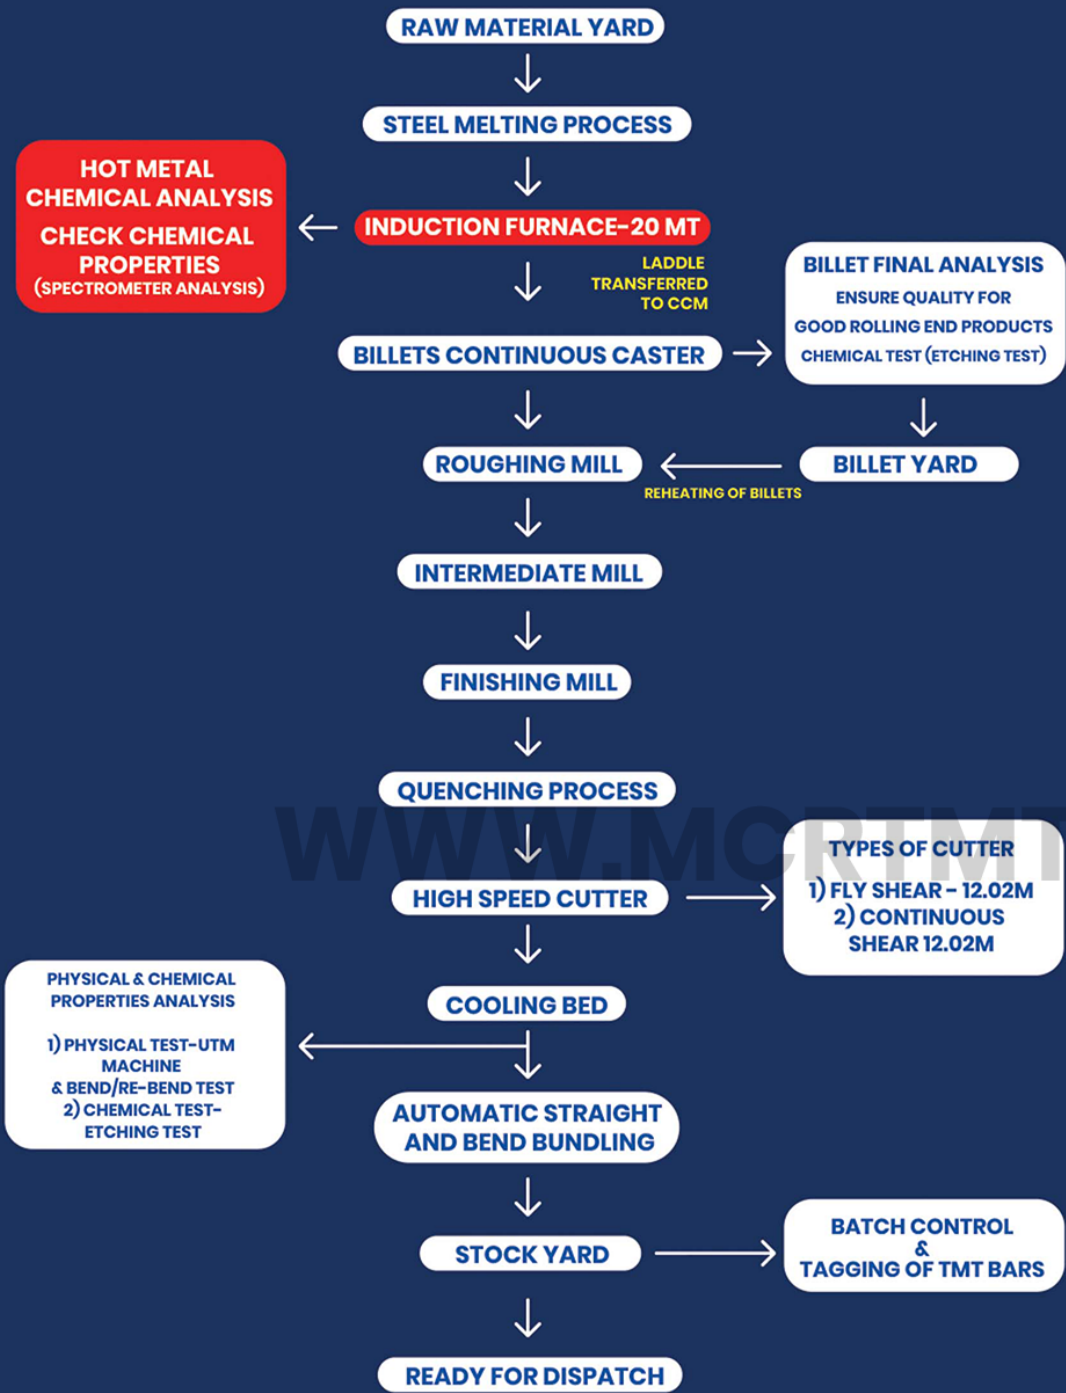 RAW MATERIAL YARD
STEEL MELTING PROCESS
HOT METAL
CHEMICAL ANALYSIS
CHECK CHEMICAL
PROPERTIES
(SPECTROMETER ANALYSIS)
INDUCTION FURNACE-20 MT
LADDLE
TRANSFERRED
TO CCM
BILLETS CONTINUOUS CASTER
BILLET FINAL ANALYSIS
ENSURE QUALITY FOR
GOOD ROLLING END PRODUCTS
CHEMICAL TEST (ETCHING TEST)
ROUGHING MILL
REHEATING OF BILLETS
BILLET YARD
INTERMEDIATE MILL
FINISHING MILL
QUENCHING PROCESS
WWW.MCRTMT
HIGH SPEED CUTTER
TYPES OF CUTTER
1) FLY SHEAR - 12.02M
2) CONTINUOUS
SHEAR 12.02M
COOLING BED
PHYSICAL & CHEMICAL
PROPERTIES ANALYSIS
1) PHYSICAL TEST-UTM
MACHINE
& BEND/RE-BEND TEST
2) CHEMICAL TEST-
ETCHING TEST
AUTOMATIC STRAIGHT
AND BEND BUNDLING
STOCK YARD
BATCH CONTROL
&
TAGGING OF TMT BARS
READY FOR DISPATCH